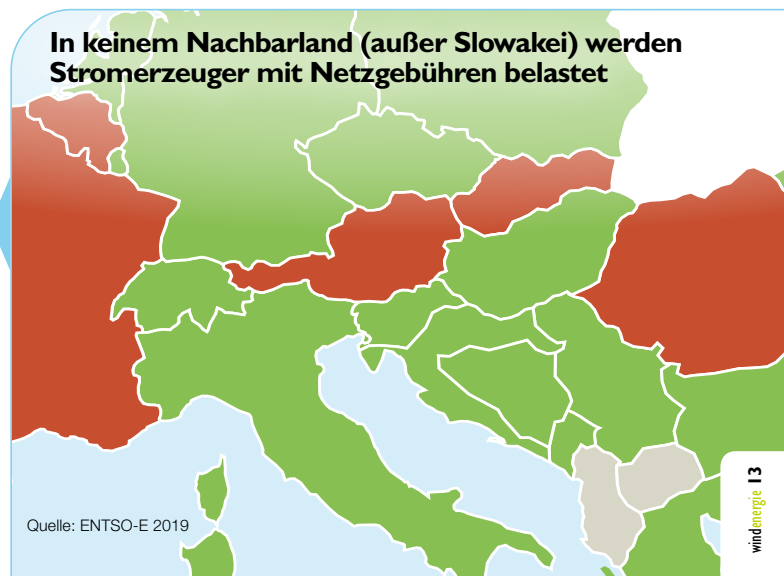 In keinem Nachbarland (außer Slowakei) werden
Stromerzeuger mit Netzgebühren belastet
Quelle: ENTSO-E 2019
windenergie 13